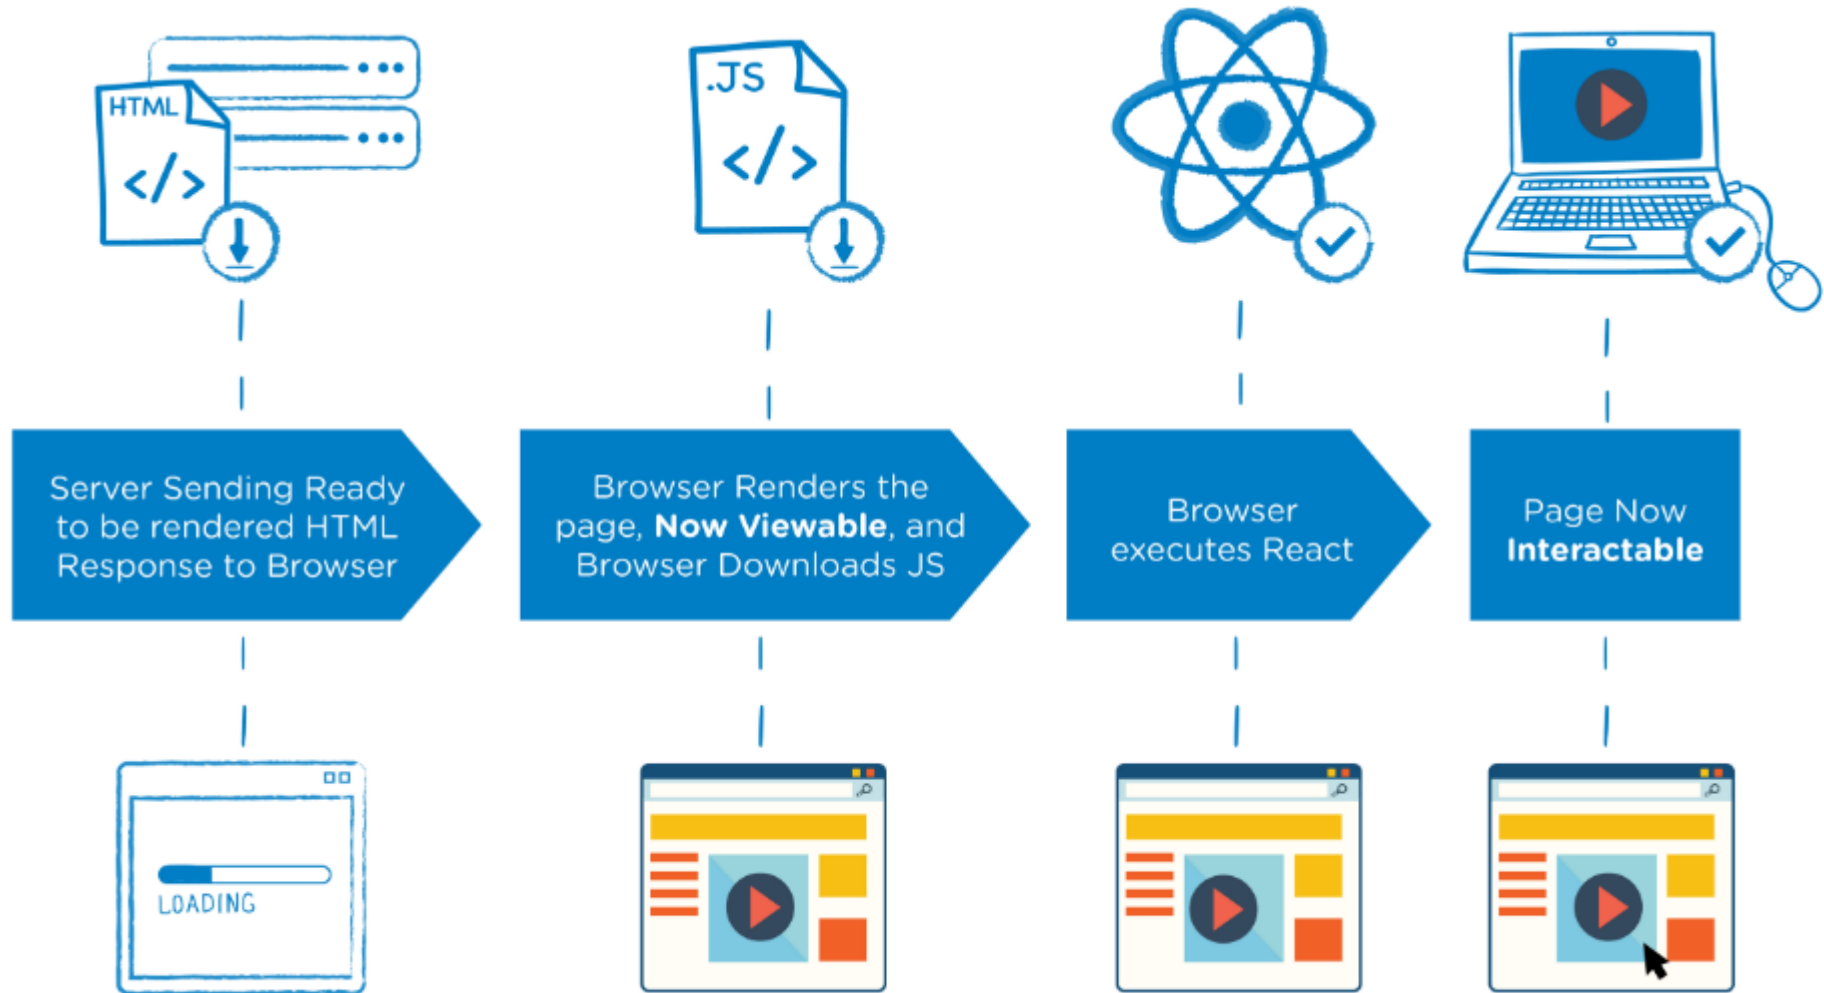 HTML
</>
.JS
</>
Server Sending Ready
to be rendered HTML
Response to Browser
Browser Renders the
page, Now Viewable, and
Browser Downloads JS
Browser
executes React
Page Now
Interactable
LOADING